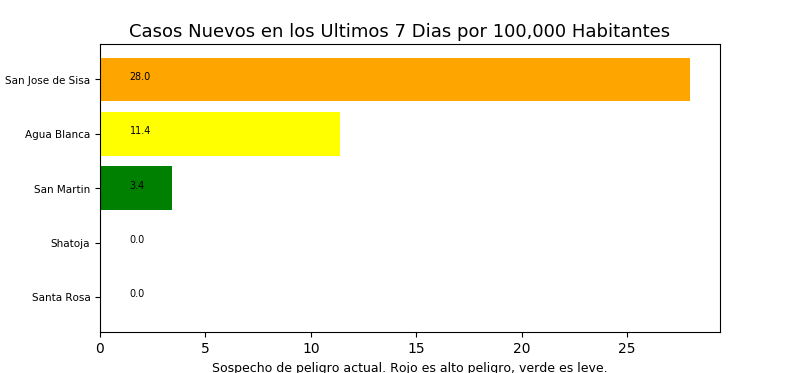 Casos Nuevos en los Ultimos 7 Dias por 100,000 Habitantes
San Jose de Sisa 28.0
Agua Blanca 11.4
San Martin 3.4
Shatoja 0.0
Santa Rosa 0.0
0 5 10 15 20 25
Sospecho de peligro actual. Rojo es alto peligro, verde es leve.